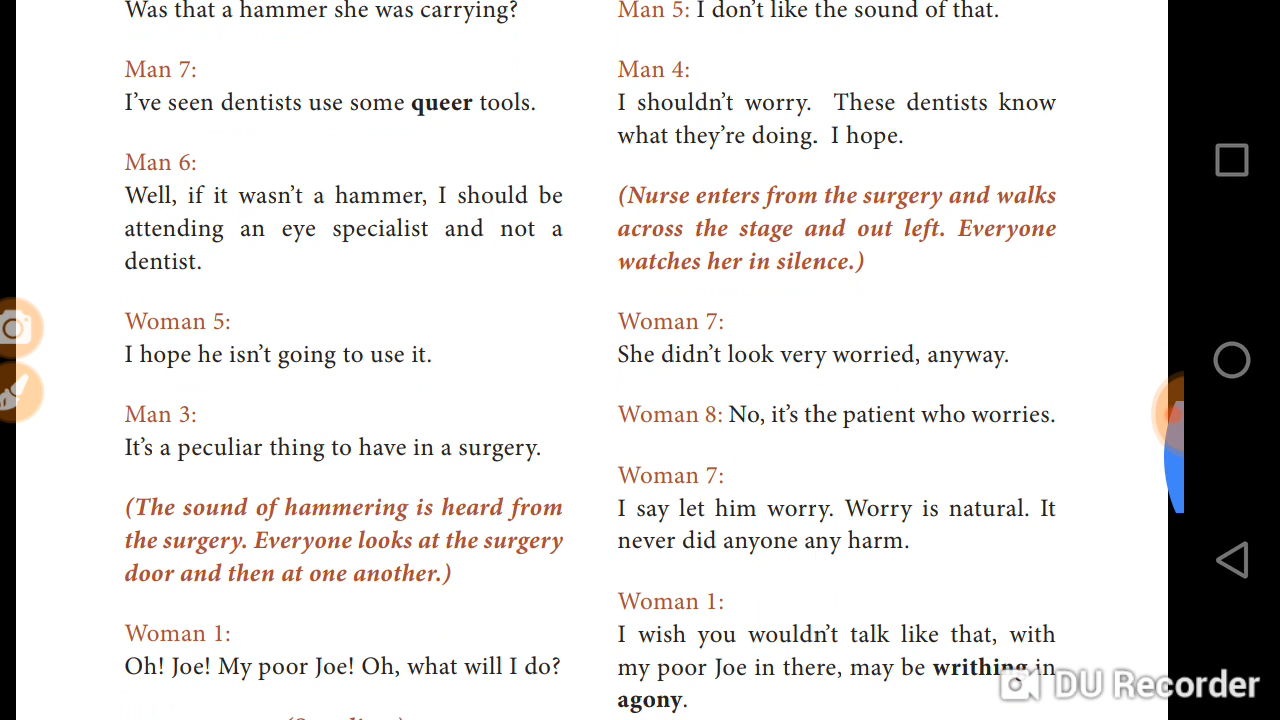 Was that a hammer she was carrying?
Man 7:
I've seen dentists use some queer tools.
Man 6:
Well, if it wasn't a hammer, I should be
attending an eye specialist and not a
dentist.
Woman 5:
I hope he isn't going to use it.
Man 3:
It's a peculiar thing to have in a surgery.
(The sound of hammering is heard from
the surgery. Everyone looks at the surgery
door and then at one another.)
Woman 1:
Oh! Joe! My poor Joe! Oh, what will I do?
Man 5: I don't like the sound of that.
Man 4:
I shouldn't worry. These dentists know
what they're doing. I hope.
(Nurse enters from the surgery and walks
across the stage and out left. Everyone
watches her in silence.)
Woman 7:
She didn't look very worried, anyway.
Woman 8: No, it's the patient who worries.
Woman 7:
I say let him worry. Worry is natural. It
never did anyone any harm.
Woman 1:
I wish you wouldn't talk like that, with
my poor Joe in there, may be writhing in
agony.
DU Recorder